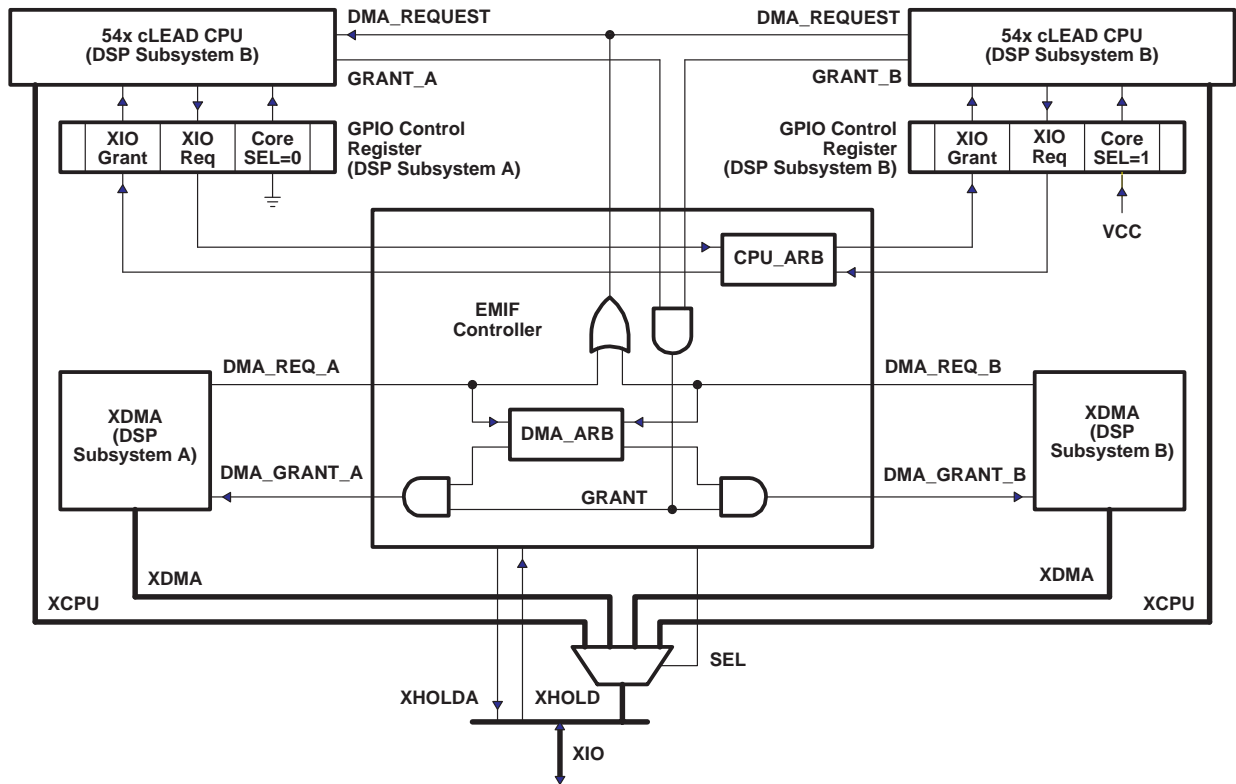 DMA_REQUEST
DMA_REQUEST
54x cLEAD CPU
(DSP Subsystem B)
54x cLEAD CPU
(DSP Subsystem B)
GRANT_A
GRANT_B
XIO
Grant
XIO
Req
Core
SEL=0
GPIO Control
Register
(DSP Subsystem A)
GPIO Control
Register
(DSP Subsystem B)
XIO
Grant
XIO
Req
Core
SEL=1
VCC
CPU_ARB
EMIF
Controller
DMA_REQ_A
DMA_REQ_B
XDMA
(DSP
Subsystem A)
DMA_ARB
XDMA
(DSP
Subsystem B)
DMA_GRANT_A
GRANT
DMA_GRANT_B
XDMA
XDMA
XCPU
XCPU
SEL
XHOLDA
XHOLD
XIO